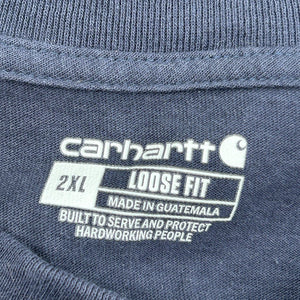 carhartt
2XL LOOSE FIT
MADE IN GUATEMALA
BUILT TO SERVE AND PROTECT
HARDWORKING PEOPLE